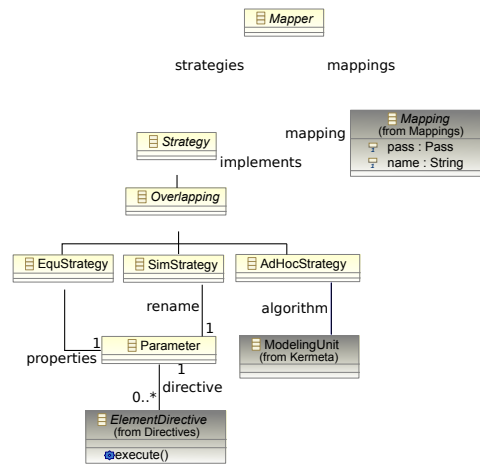 Mapper
strategies
mappings
Mapping
(from Mappings)
pass : Pass
name : String
mapping
Strategy
implements
Overlapping
EquStrategy
SimStrategy
AdHocStrategy
rename
algorithm
1
1
Parameter
ModelingUnit
(from Kermeta)
properties
1
directive
0..*
ElementDirective
(from Directives)
execute()